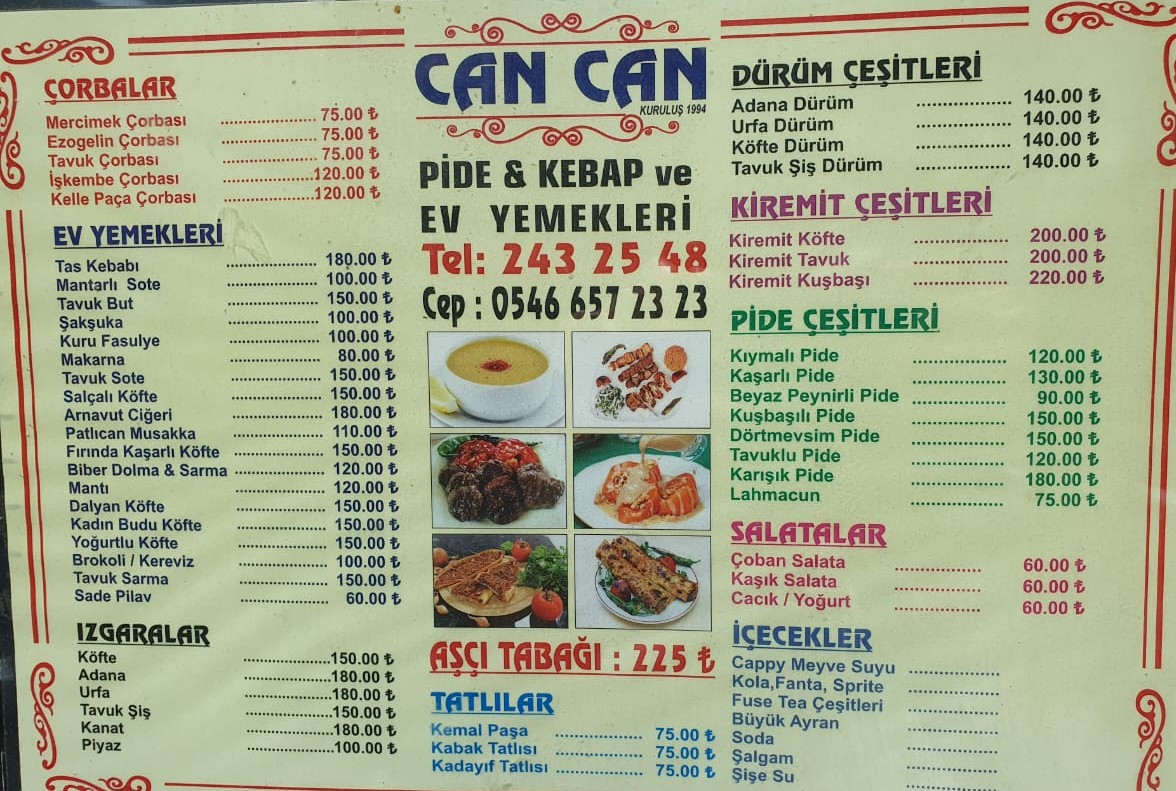 ÇORBALAR
Mercimek Çorbası ..................... 75.00 ₺
Ezogelin Çorbası ..................... 75.00 ₺
Tavuk Çorbası ..................... 75.00 ₺
İşkembe Çorbası .....................120.00 ₺
Kelle Paça Çorbası .....................120.00 ₺
EV YEMEKLERİ
Tas Kebabı ..................... 180.00 ₺
Mantarlı Sote ..................... 100.00 ₺
Tavuk But ..................... 150.00 ₺
Şakşuka ..................... 100.00 ₺
Kuru Fasulye ..................... 100.00 ₺
Makarna ..................... 80.00 ₺
Tavuk Sote ..................... 150.00 ₺
Salçalı Köfte ..................... 150.00 ₺
Arnavut Ciğeri ..................... 180.00 ₺
Patlıcan Musakka ..................... 110.00 ₺
Fırında Kaşarlı Köfte ..................... 150.00 ₺
Biber Dolma & Sarma ..................... 120.00 ₺
Mantı ..................... 120.00 ₺
Dalyan Köfte ..................... 150.00 ₺
Kadın Budu Köfte ..................... 150.00 ₺
Yoğurtlu Köfte ..................... 150.00 ₺
Brokoli / Kereviz ..................... 100.00 ₺
Tavuk Sarma ..................... 150.00 ₺
Sade Pilav ..................... 60.00 ₺
IZGARALAR
Köfte .....................150.00 ₺
Adana .....................180.00 ₺
Urfa .....................180.00 ₺
Tavuk Şiş .....................150.00 ₺
Kanat .....................180.00 ₺
Piyaz .....................100.00 ₺
CAN CAN
KURULUŞ 1994
PİDE & KEBAP ve
EV YEMEKLERİ
Tel: 243 25 48
Cep : 0546 657 23 23
AŞÇI TABAĞI : 225 ₺
TATLILAR
Kemal Paşa ..................... 75.00 ₺
Kabak Tatlısı ..................... 75.00 ₺
Kadayıf Tatlısı ..................... 75.00 ₺
DÜRÜM ÇEŞİTLERİ
Adana Dürüm ..................... 140.00 ₺
Urfa Dürüm ..................... 140.00 ₺
Köfte Dürüm ..................... 140.00 ₺
Tavuk Şiş Dürüm ..................... 140.00 ₺
KİREMİT ÇEŞİTLERİ
Kiremit Köfte ..................... 200.00 ₺
Kiremit Tavuk ..................... 200.00 ₺
Kiremit Kuşbaşı ..................... 220.00 ₺
PİDE ÇEŞİTLERİ
Kıymalı Pide ..................... 120.00 ₺
Kaşarlı Pide ..................... 130.00 ₺
Beyaz Peynirli Pide ..................... 90.00 ₺
Kuşbaşılı Pide ..................... 150.00 ₺
Dörtmevsim Pide ..................... 150.00 ₺
Tavuklu Pide ..................... 120.00 ₺
Karışık Pide ..................... 180.00 ₺
Lahmacun ..................... 75.00 ₺
SALATALAR
Çoban Salata ..................... 60.00 ₺
Kaşık Salata ..................... 60.00 ₺
Cacık / Yoğurt ..................... 60.00 ₺
İÇECEKLER
Cappy Meyve Suyu .....................
Kola,Fanta, Sprite .....................
Fuse Tea Çeşitleri .....................
Büyük Ayran .....................
Soda .....................
Şalgam .....................
Şişe Su .....................